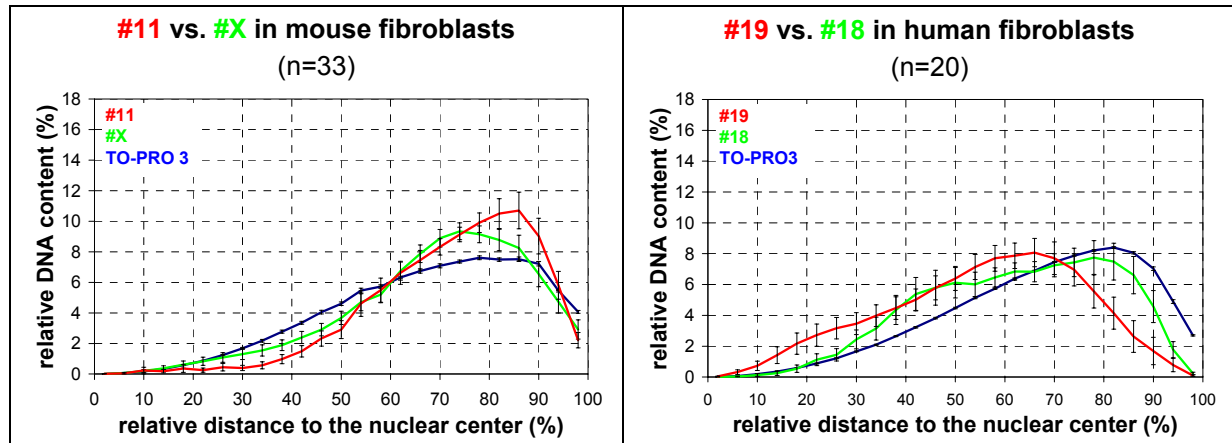 #11 vs. #X in mouse fibroblasts
(n=33)
relative DNA content (%)
18
16
14
12
10
8
6
4
2
0
#11
#X
TO-PRO 3
0 10 20 30 40 50 60 70 80 90 100
relative distance to the nuclear center (%)
#19 vs. #18 in human fibroblasts
(n=20)
relative DNA content (%)
18
16
14
12
10
8
6
4
2
0
#19
#18
TO-PRO3
0 10 20 30 40 50 60 70 80 90 100
relative distance to the nuclear center (%)